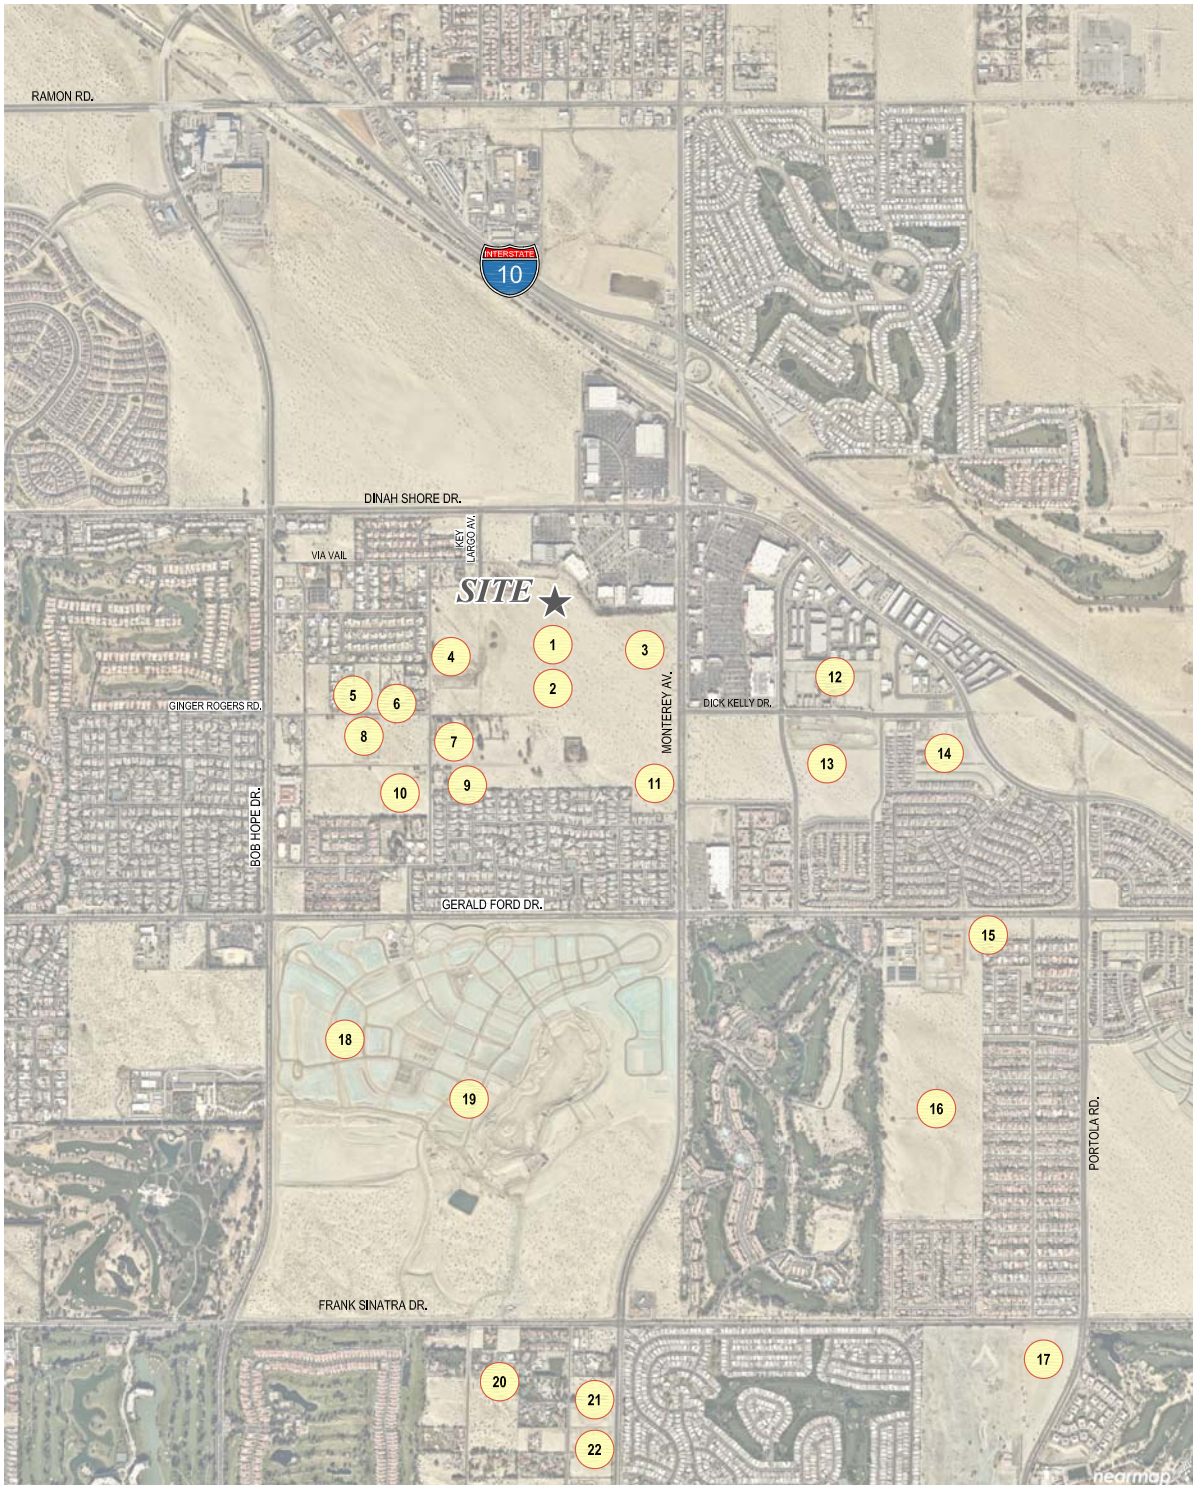 RAMON RD.
INTERSTATE
10
DINAH SHORE DR.
KEY
LARGO AV.
VIA VAIL
SITE
1
3
4
2
12
5
6
GINGER ROGERS RD.
DICK KELLY DR.
MONTEREY AV.
8
7
14
13
11
9
10
BOB HOPE DR.
GERALD FORD DR.
15
18
19
16
PORTOLA RD.
FRANK SINATRA DR.
17
20
21
22
nearmap